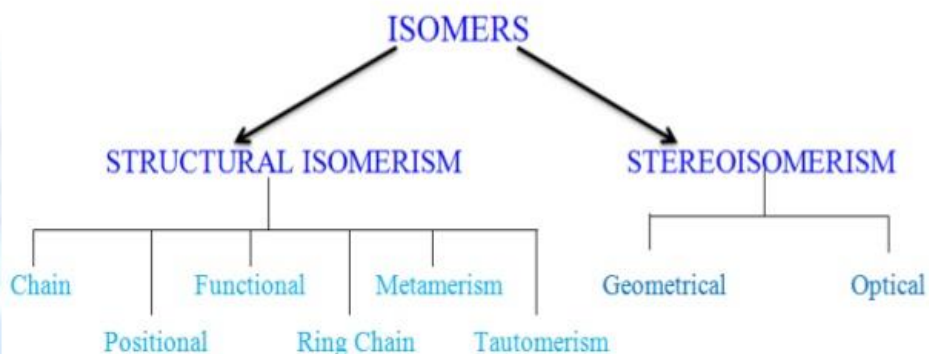 ISOMERS
STRUCTURAL ISOMERISM STEREOISOMERISM
Chain Functional Metamerism Geometrical Optical
Positional Ring Chain Tautomerism